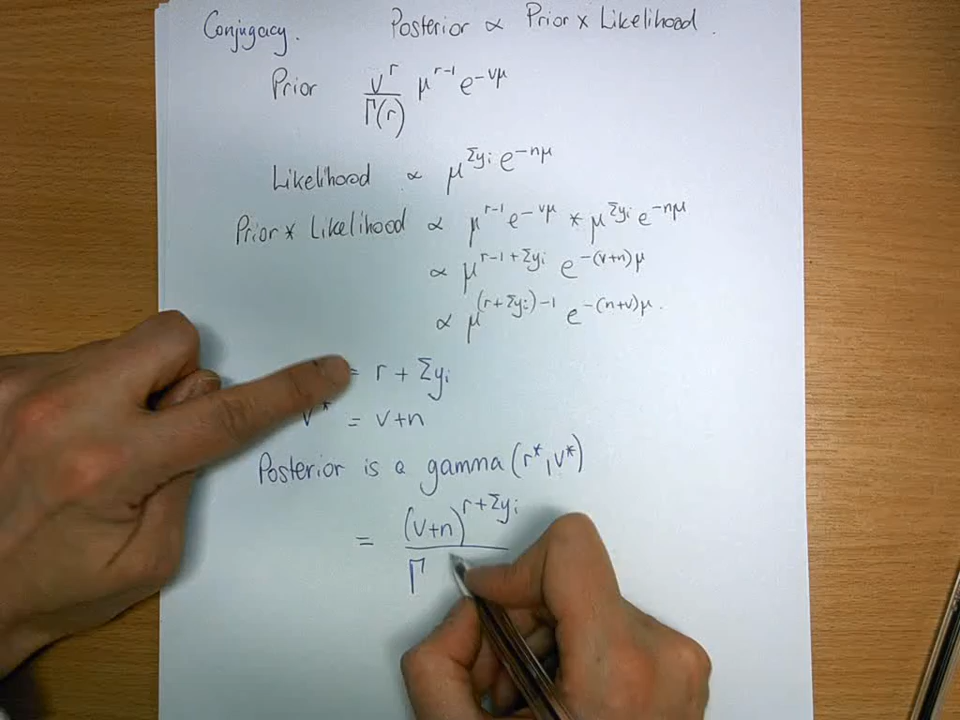 Conjugacy. Posterior ∝ Prior x Likelihood.
Prior v^r / Γ(r) μ^(r-1) e^(-vμ)
Likelihood ∝ μ^(Σyi) e^(-nμ)
Prior * Likelihood ∝ μ^(r-1) e^(-vμ) * μ^(Σyi) e^(-nμ)
∝ μ^(r-1+Σyi) e^(-(v+n)μ)
∝ μ^((r+Σyi)-1) e^(-(n+v)μ).
= r + Σyi
v* = v+n
Posterior is a gamma (r*, v*)
= (v+n)^(r+Σyi) / Γ